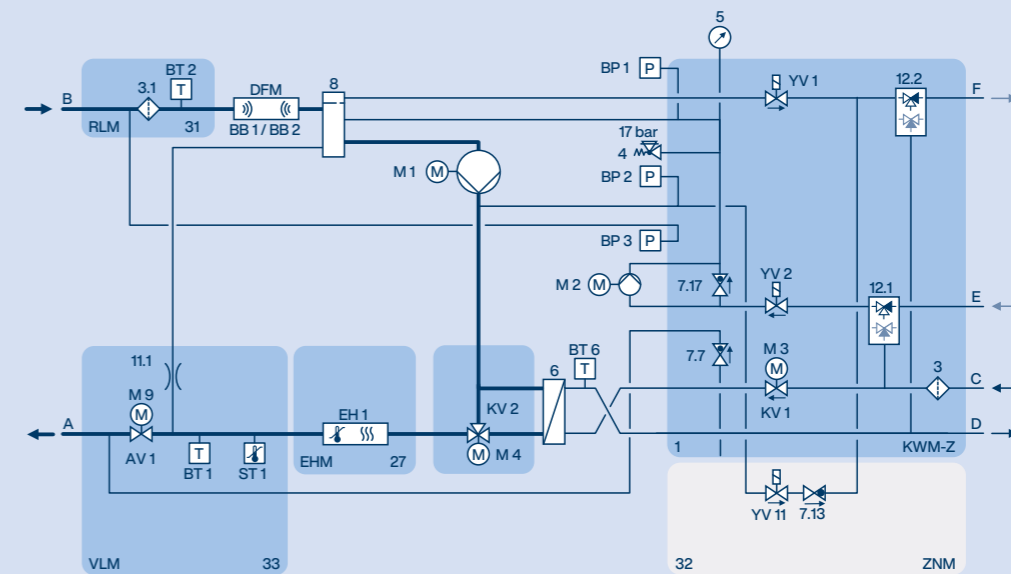 5
BT 2
3.1
DFM
8
BP 1
P
YV 1
12.2
B
T
F
RLM
31
BB 1 / BB 2
17 bar
4
M 1
M
BP 2
P
BP 3
P
YV 2
M 2
M
7.17
12.1
E
11.1
BT 6
7.7
M 3
M 9
6
T
M
3
C
M
EH 1
KV 2
KV 1
A
D
AV 1
T
M
M 4
BT 1
ST 1
EHM
27
1
KWM-Z
YV 11
7.13
VLM
33
32
ZNM